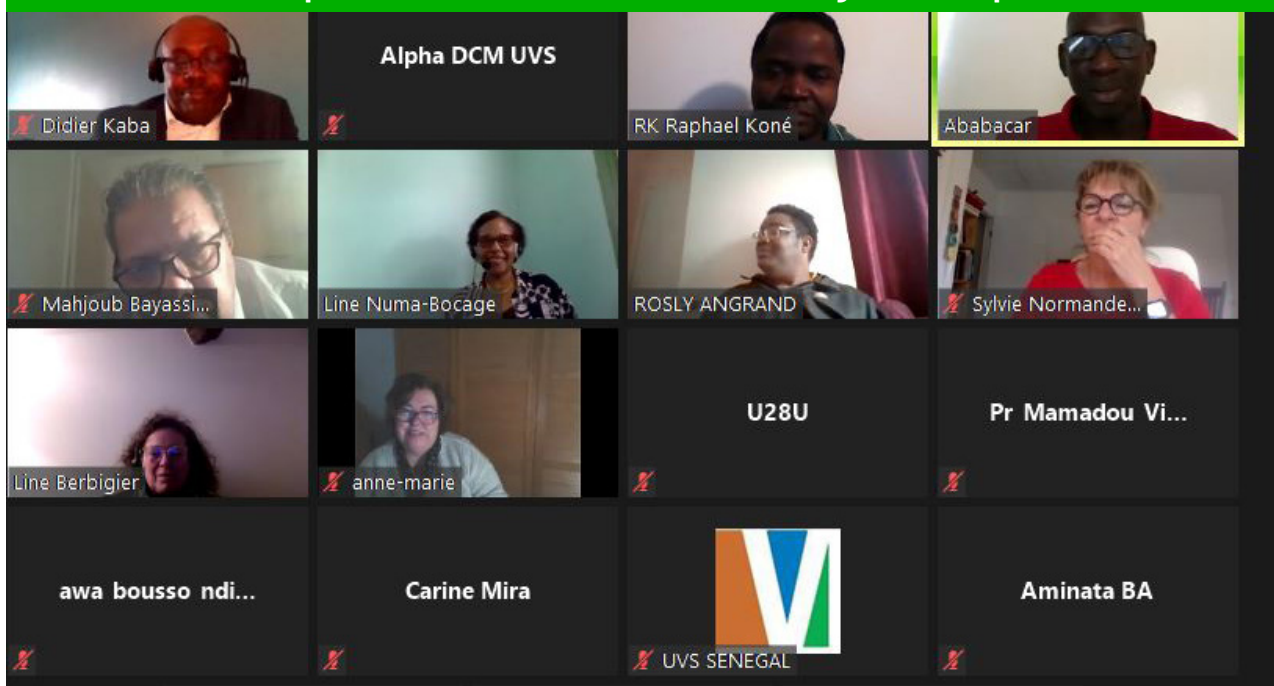 Didier Kaba
Alpha DCM UVS
RK Raphael Koné
Ababacar
Mahjoub Bayassi...
Line Numa-Bocage
ROSLY ANGRAND
Sylvie Normande...
Line Berbigier
anne-marie
U28U
Pr Mamadou Vi...
awa bousso ndi...
Carine Mira
UVS SENEGAL
Aminata BA